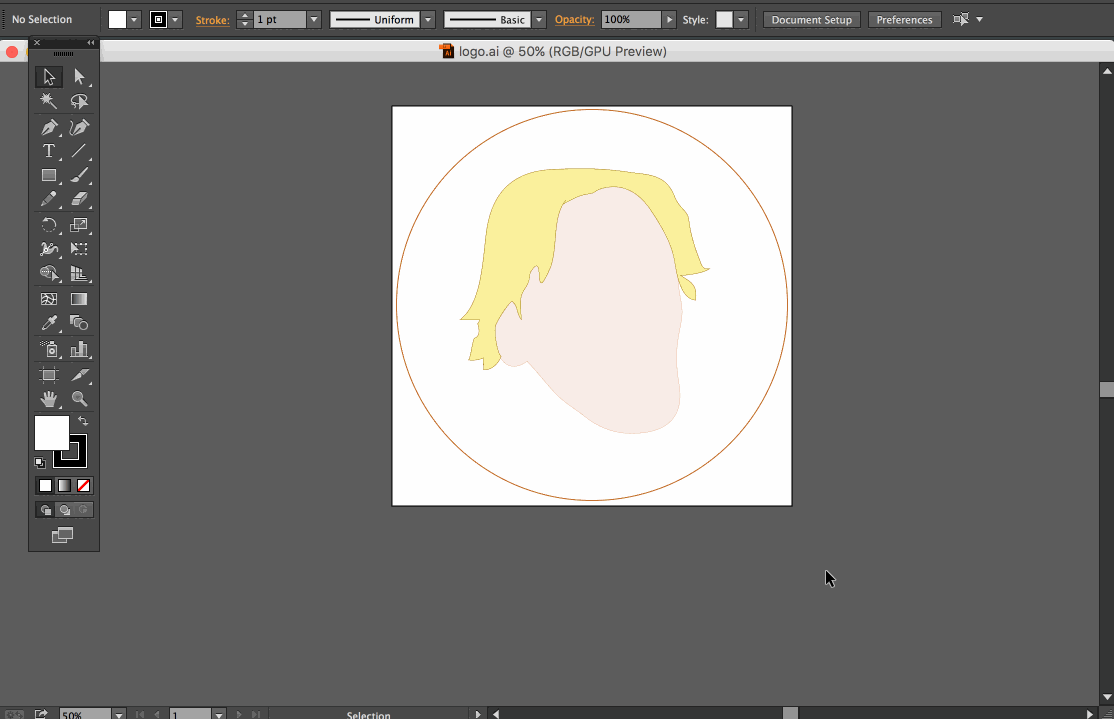 No Selection Stroke: 1 pt Uniform Basic Opacity: 100% Style: Document Setup Preferences
logo.ai @ 50% (RGB/GPU Preview)
Ai
T
50% 1 Selection